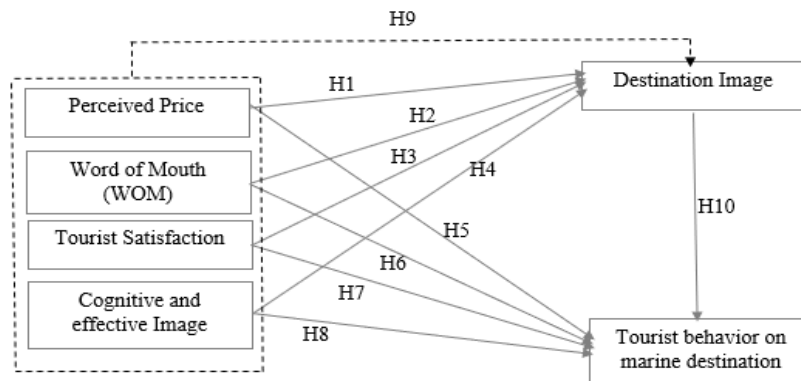 H9
Perceived Price
H1
Destination Image
Word of Mouth
(WOM)
H2
H3
H4
Tourist Satisfaction
H10
H5
H6
Cognitive and
effective Image
H7
H8
Tourist behavior on
marine destination